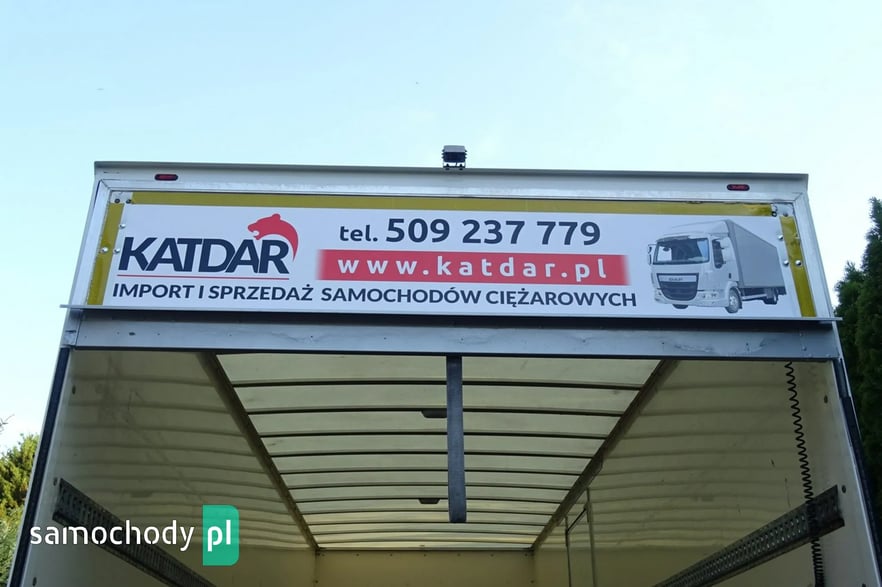 KATDAR
tel. 509 237 779
www.katdar.pl
IMPORT I SPRZEDAŻ SAMOCHODÓW CIĘŻAROWYCH
samochody pl